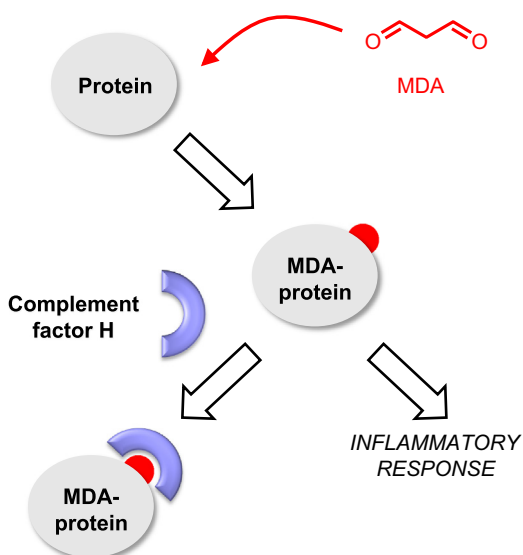 O
O
MDA
Protein
MDA-
protein
Complement
factor H
INFLAMMATORY
RESPONSE
MDA-
protein